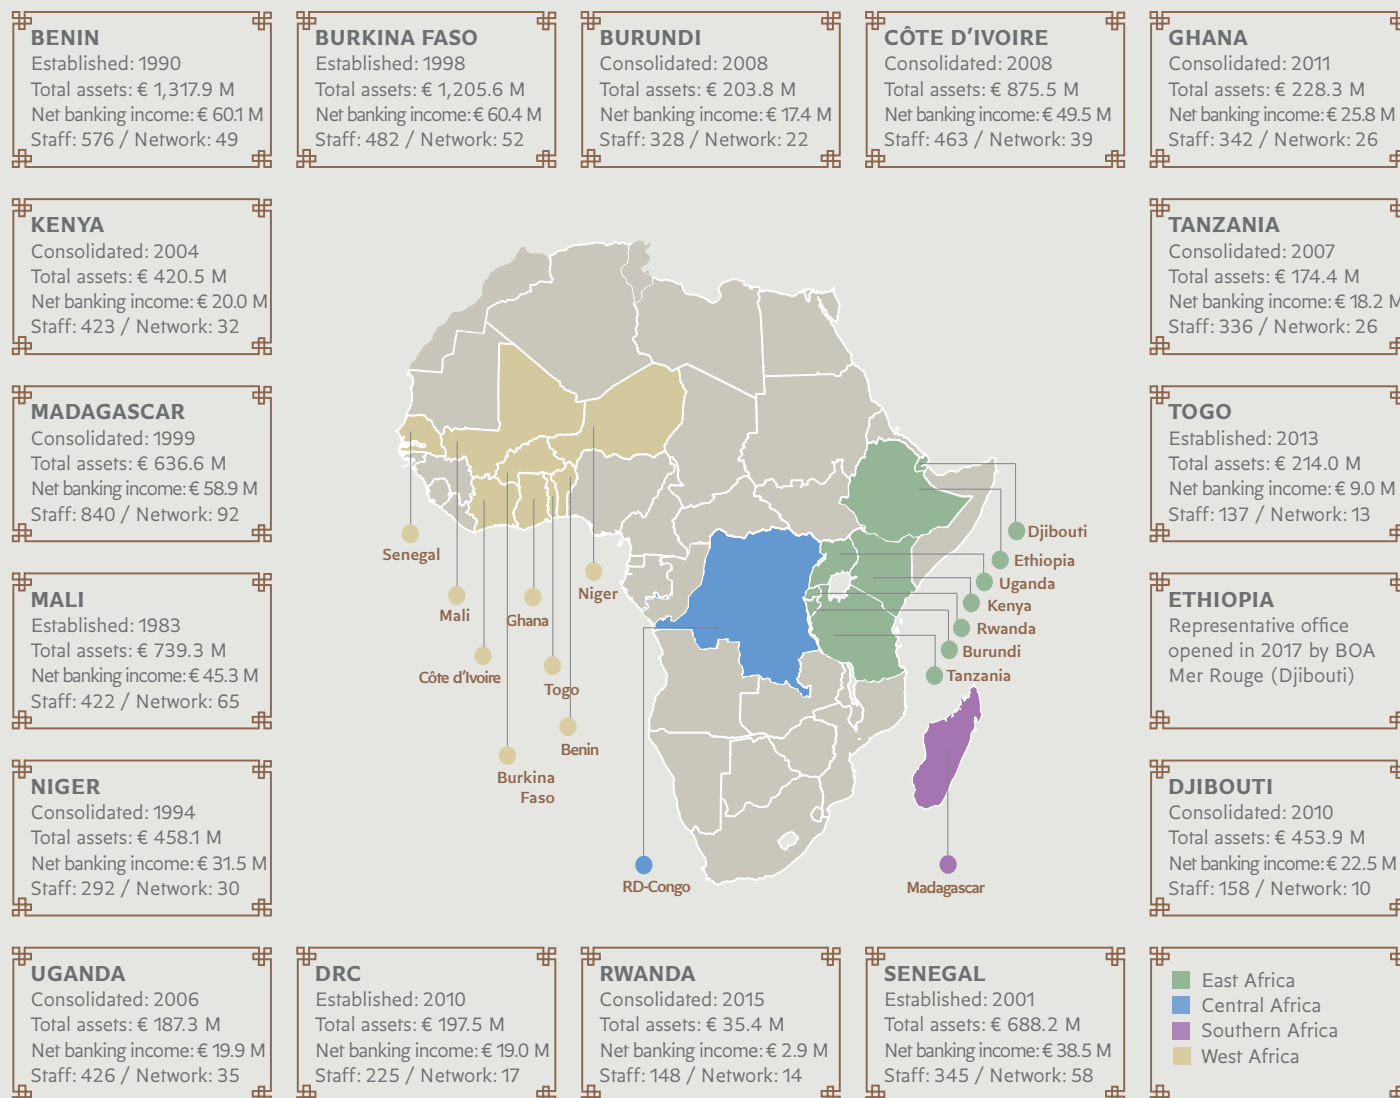 BENIN
Established: 1990
Total assets: € 1,317.9 M
Net banking income: € 60.1 M
Staff: 576 / Network: 49
BURKINA FASO
Established: 1998
Total assets: € 1,205.6 M
Net banking income: € 60.4 M
Staff: 482 / Network: 52
BURUNDI
Consolidated: 2008
Total assets: € 203.8 M
Net banking income: € 17.4 M
Staff: 328 / Network: 22
CÔTE D'IVOIRE
Consolidated: 2008
Total assets: € 875.5 M
Net banking income: € 49.5 M
Staff: 463 / Network: 39
GHANA
Consolidated: 2011
Total assets: € 228.3 M
Net banking income: € 25.8 M
Staff: 342 / Network: 26
KENYA
Consolidated: 2004
Total assets: € 420.5 M
Net banking income: € 20.0 M
Staff: 423 / Network: 32
TANZANIA
Consolidated: 2007
Total assets: € 174.4 M
Net banking income: € 18.2 M
Staff: 336 / Network: 26
MADAGASCAR
Consolidated: 1999
Total assets: € 636.6 M
Net banking income: € 58.9 M
Staff: 840 / Network: 92
TOGO
Established: 2013
Total assets: € 214.0 M
Net banking income: € 9.0 M
Staff: 137 / Network: 13
MALI
Established: 1983
Total assets: € 739.3 M
Net banking income: € 45.3 M
Staff: 422 / Network: 65
ETHIOPIA
Representative office
opened in 2017 by BOA
Mer Rouge (Djibouti)
NIGER
Consolidated: 1994
Total assets: € 458.1 M
Net banking income: € 31.5 M
Staff: 292 / Network: 30
DJIBOUTI
Consolidated: 2010
Total assets: € 453.9 M
Net banking income: € 22.5 M
Staff: 158 / Network: 10
Senegal
Mali
Côte d'Ivoire
Ghana
Niger
Togo
Benin
Burkina
Faso
Djibouti
Ethiopia
Uganda
Kenya
Rwanda
Burundi
Tanzania
RD-Congo
Madagascar
UGANDA
Consolidated: 2006
Total assets: € 187.3 M
Net banking income: € 19.9 M
Staff: 426 / Network: 35
DRC
Established: 2010
Total assets: € 197.5 M
Net banking income: € 19.0 M
Staff: 225 / Network: 17
RWANDA
Consolidated: 2015
Total assets: € 35.4 M
Net banking income: € 2.9 M
Staff: 148 / Network: 14
SENEGAL
Established: 2001
Total assets: € 688.2 M
Net banking income: € 38.5 M
Staff: 345 / Network: 58
East Africa
Central Africa
Southern Africa
West Africa